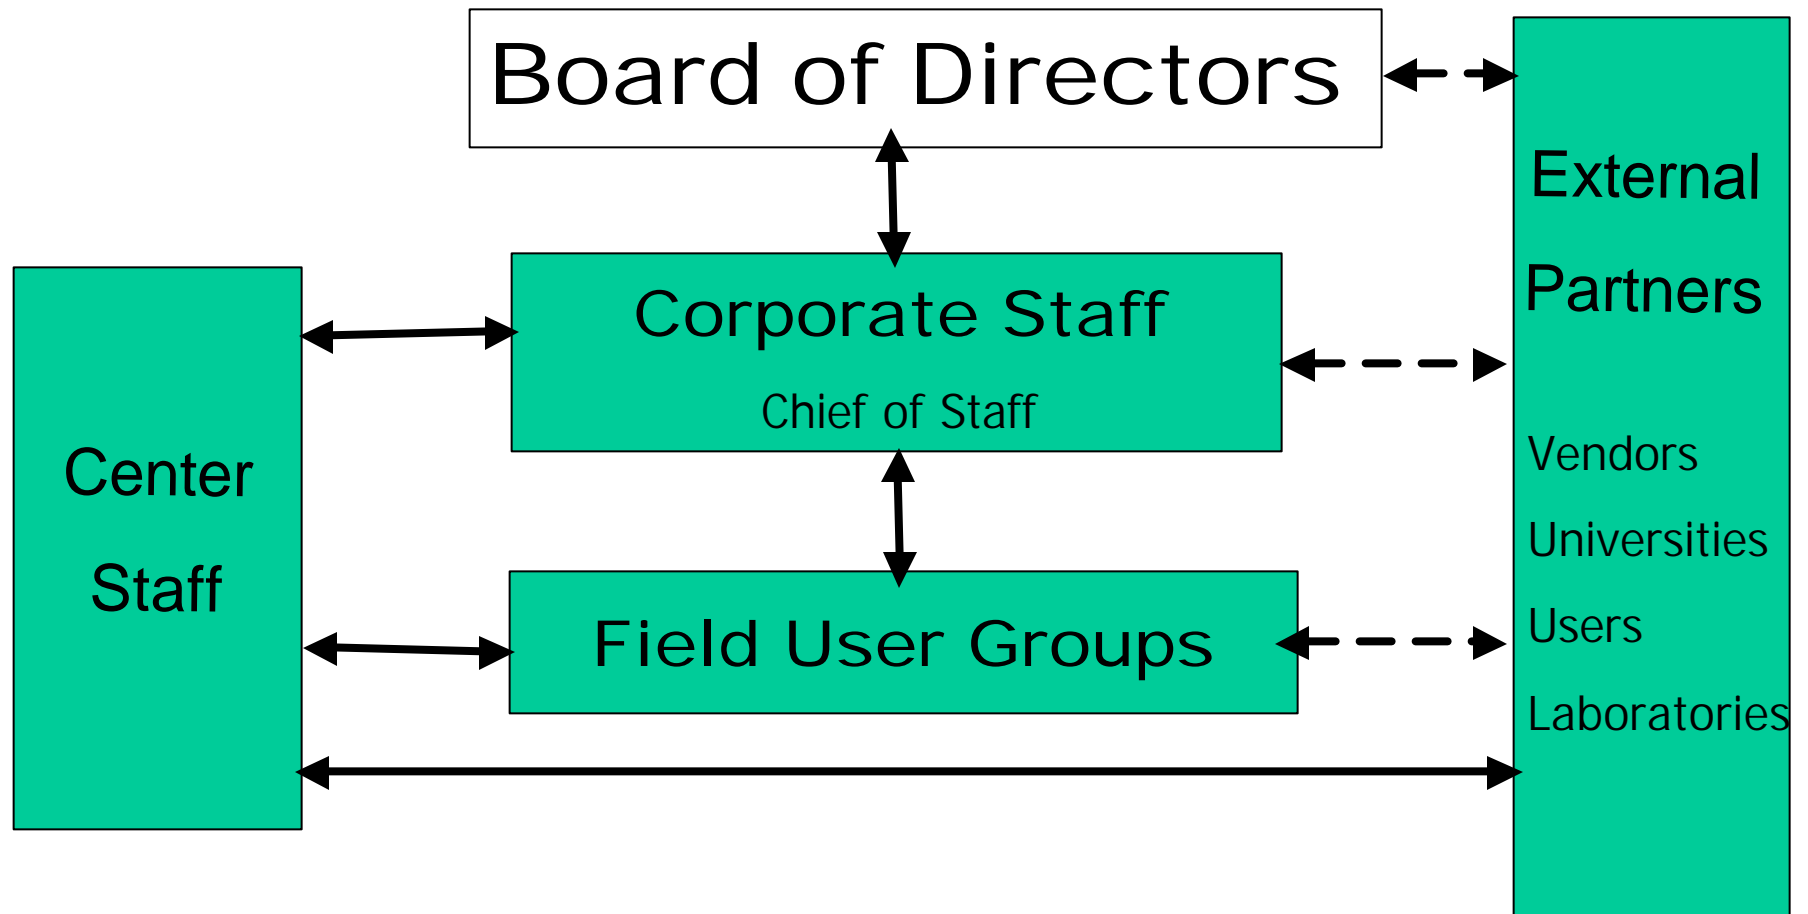 Board of Directors
External
Partners
Corporate Staff
Chief of Staff
Center
Staff
Field User Groups
Vendors
Universities
Users
Laboratories